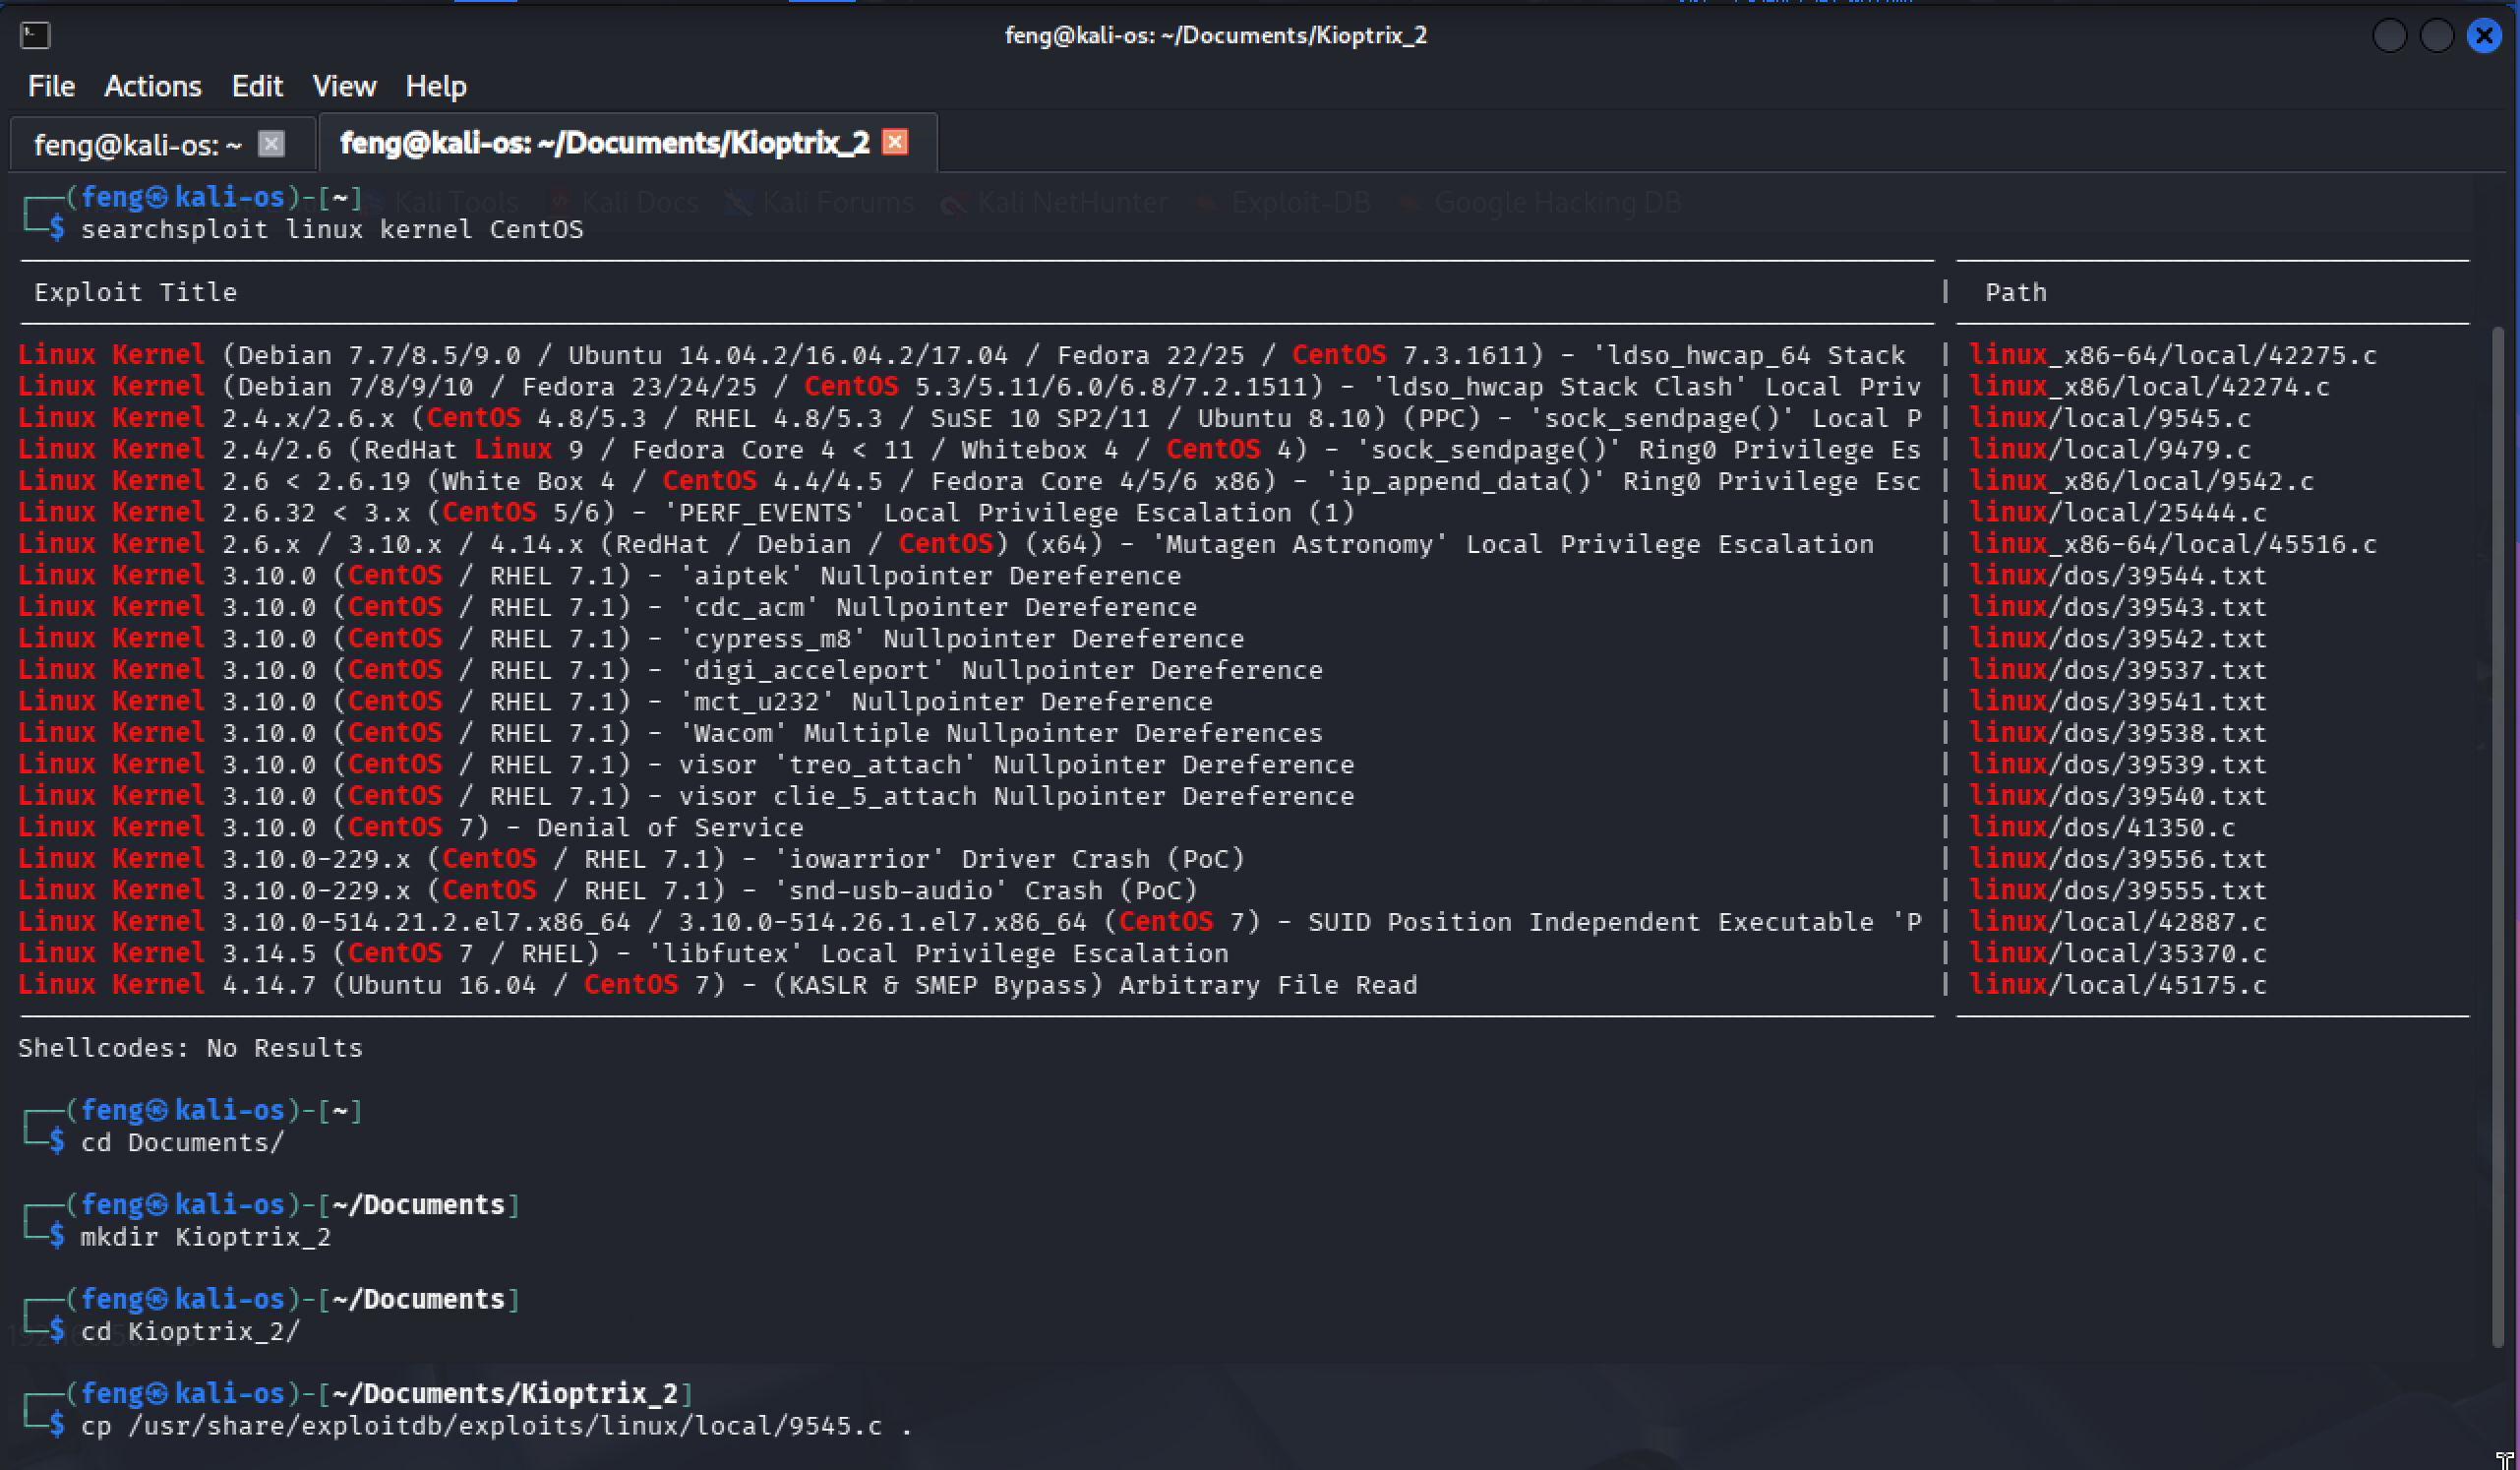 feng@kali-os: ~/Documents/Kioptrix_2
File Actions Edit View Help
feng@kali-os: ~
feng@kali-os: ~/Documents/Kioptrix_2
Kali Tools Kali Docs Kali Forums Kali NetHunter Exploit-DB Google Hacking DB
┌──(feng㉿kali-os)-[~]
└─$ searchsploit linux kernel CentOS
Exploit Title | Path
Linux Kernel (Debian 7.7/8.5/9.0 / Ubuntu 14.04.2/16.04.2/17.04 / Fedora 22/25 / CentOS 7.3.1611) - 'ldso_hwcap_64 Stack | linux_x86-64/local/42275.c
Linux Kernel (Debian 7/8/9/10 / Fedora 23/24/25 / CentOS 5.3/5.11/6.0/6.8/7.2.1511) - 'ldso_hwcap Stack Clash' Local Priv | linux_x86/local/42274.c
Linux Kernel 2.4.x/2.6.x (CentOS 4.8/5.3 / RHEL 4.8/5.3 / SuSE 10 SP2/11 / Ubuntu 8.10) (PPC) - 'sock_sendpage()' Local P | linux/local/9545.c
Linux Kernel 2.4/2.6 (RedHat Linux 9 / Fedora Core 4 < 11 / Whitebox 4 / CentOS 4) - 'sock_sendpage()' Ring0 Privilege Es | linux/local/9479.c
Linux Kernel 2.6 < 2.6.19 (White Box 4 / CentOS 4.4/4.5 / Fedora Core 4/5/6 x86) - 'ip_append_data()' Ring0 Privilege Esc | linux_x86/local/9542.c
Linux Kernel 2.6.32 < 3.x (CentOS 5/6) - 'PERF_EVENTS' Local Privilege Escalation (1) | linux/local/25444.c
Linux Kernel 2.6.x / 3.10.x / 4.14.x (RedHat / Debian / CentOS) (x64) - 'Mutagen Astronomy' Local Privilege Escalation | linux_x86-64/local/45516.c
Linux Kernel 3.10.0 (CentOS / RHEL 7.1) - 'aiptek' Nullpointer Dereference | linux/dos/39544.txt
Linux Kernel 3.10.0 (CentOS / RHEL 7.1) - 'cdc_acm' Nullpointer Dereference | linux/dos/39543.txt
Linux Kernel 3.10.0 (CentOS / RHEL 7.1) - 'cypress_m8' Nullpointer Dereference | linux/dos/39542.txt
Linux Kernel 3.10.0 (CentOS / RHEL 7.1) - 'digi_acceleport' Nullpointer Dereference | linux/dos/39537.txt
Linux Kernel 3.10.0 (CentOS / RHEL 7.1) - 'mct_u232' Nullpointer Dereference | linux/dos/39541.txt
Linux Kernel 3.10.0 (CentOS / RHEL 7.1) - 'Wacom' Multiple Nullpointer Dereferences | linux/dos/39538.txt
Linux Kernel 3.10.0 (CentOS / RHEL 7.1) - visor 'treo_attach' Nullpointer Dereference | linux/dos/39539.txt
Linux Kernel 3.10.0 (CentOS / RHEL 7.1) - visor clie_5_attach Nullpointer Dereference | linux/dos/39540.txt
Linux Kernel 3.10.0 (CentOS 7) - Denial of Service | linux/dos/41350.c
Linux Kernel 3.10.0-229.x (CentOS / RHEL 7.1) - 'iowarrior' Driver Crash (PoC) | linux/dos/39556.txt
Linux Kernel 3.10.0-229.x (CentOS / RHEL 7.1) - 'snd-usb-audio' Crash (PoC) | linux/dos/39555.txt
Linux Kernel 3.10.0-514.21.2.el7.x86_64 / 3.10.0-514.26.1.el7.x86_64 (CentOS 7) - SUID Position Independent Executable 'P | linux/local/42887.c
Linux Kernel 3.14.5 (CentOS 7 / RHEL) - 'libfutex' Local Privilege Escalation | linux/local/35370.c
Linux Kernel 4.14.7 (Ubuntu 16.04 / CentOS 7) - (KASLR & SMEP Bypass) Arbitrary File Read | linux/local/45175.c
Shellcodes: No Results
┌──(feng㉿kali-os)-[~]
└─$ cd Documents/
┌──(feng㉿kali-os)-[~/Documents]
└─$ mkdir Kioptrix_2
┌──(feng㉿kali-os)-[~/Documents]
└─$ cd Kioptrix_2/
┌──(feng㉿kali-os)-[~/Documents/Kioptrix_2]
└─$ cp /usr/share/exploitdb/exploits/linux/local/9545.c .